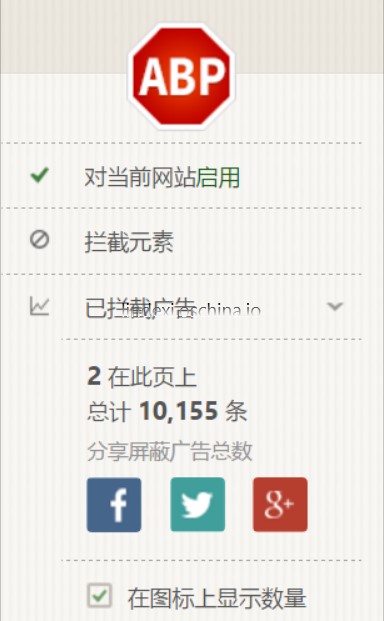 ABP
对当前网站启用
拦截元素
已拦截广告
2 在此页上
总计 10,155 条
分享屏蔽广告总数
f
8+
在图标上显示数量